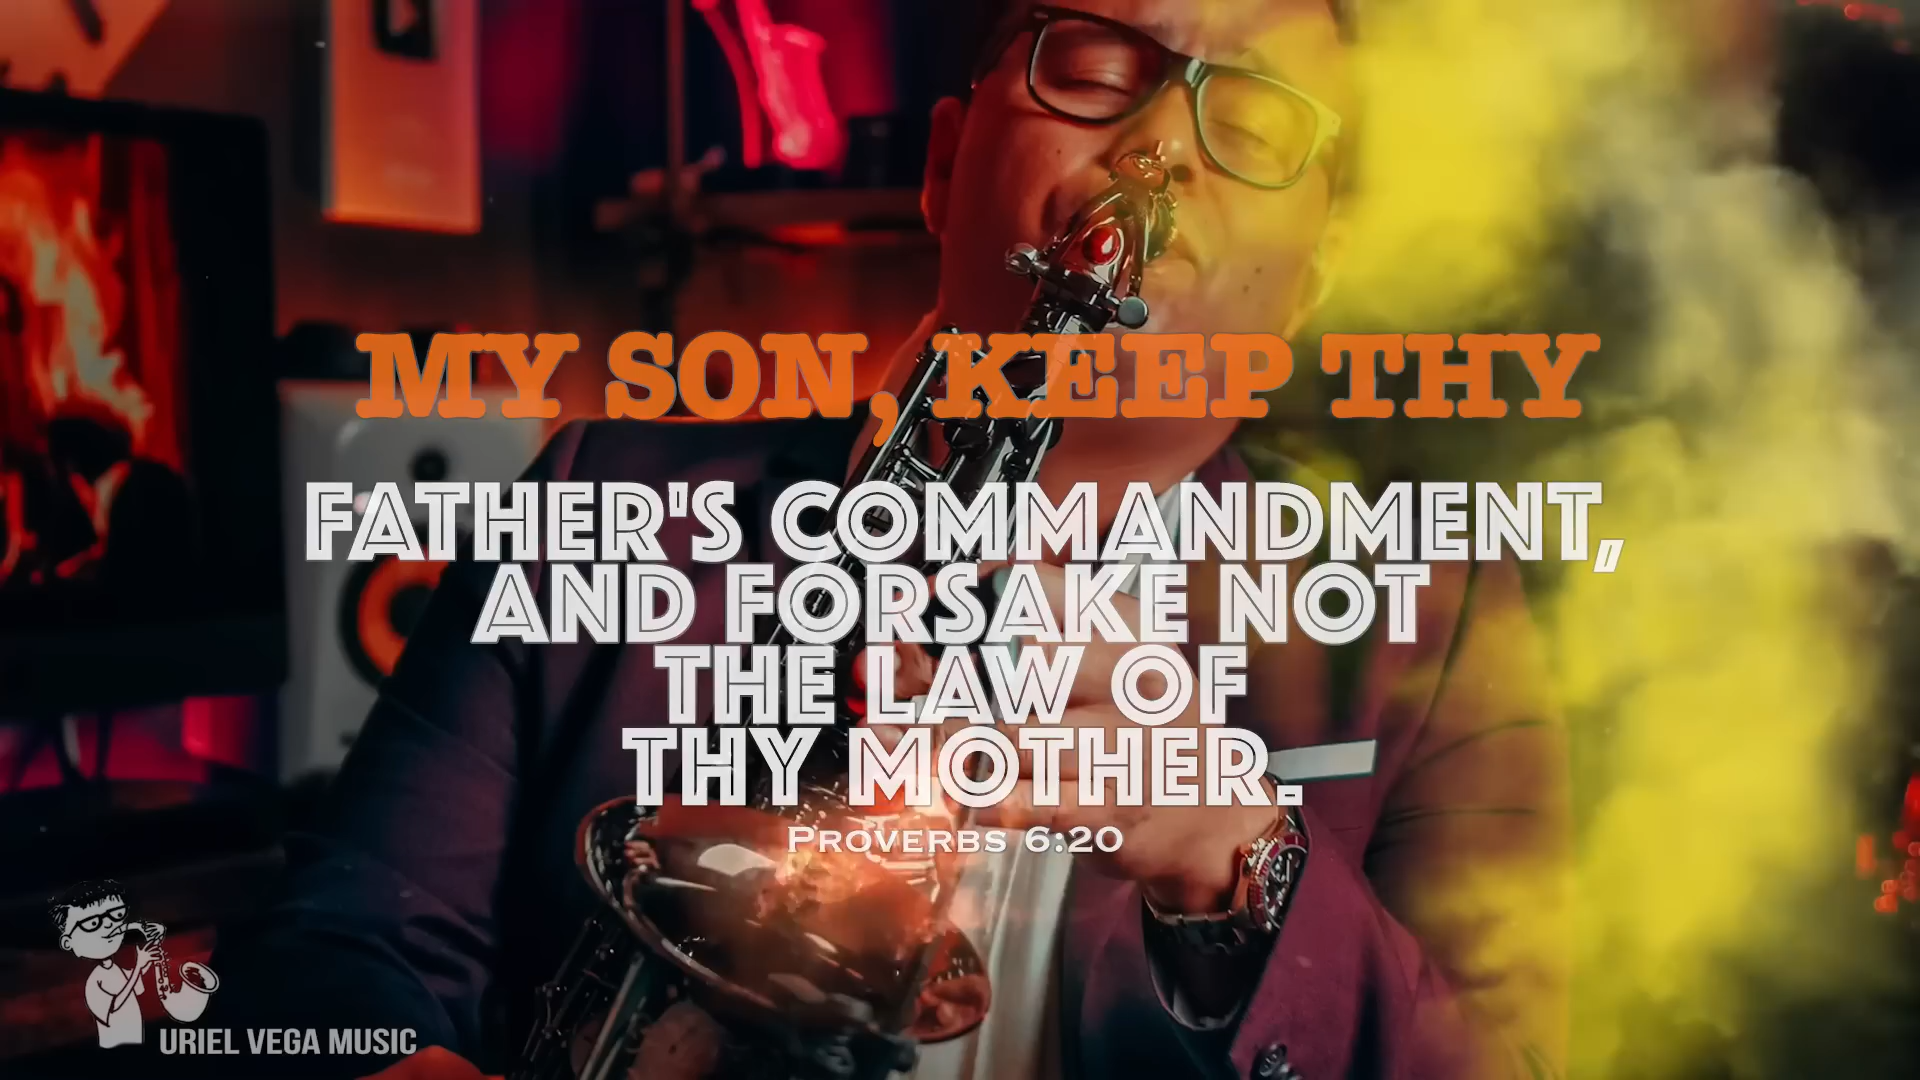 MY SON, KEEP THY
FATHER'S COMMANDMENT,
AND FORSAKE NOT
THE LAW OF
THY MOTHER.
PROVERBS 6:20
URIEL VEGA MUSIC